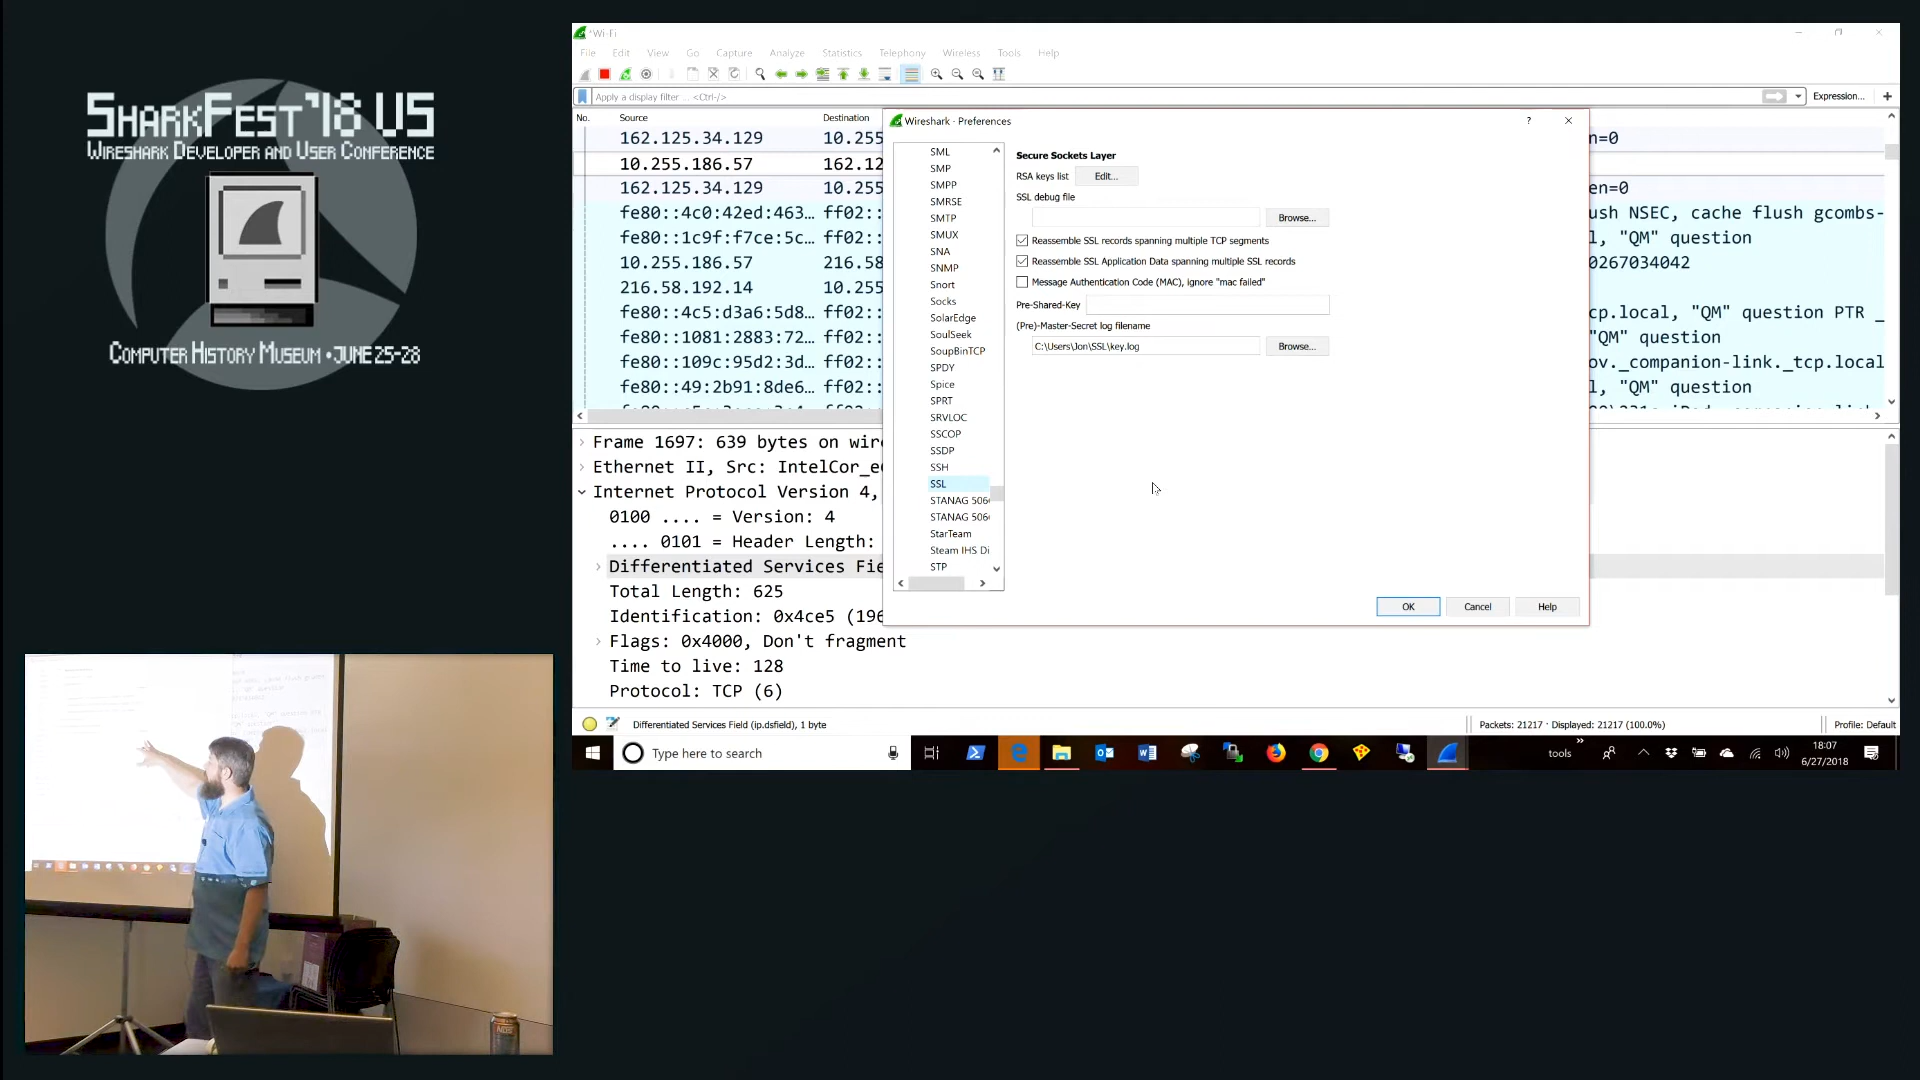 SHARKFEST '18 US
WIRESHARK DEVELOPER AND USER CONFERENCE
COMPUTER HISTORY MUSEUM • JUNE 25-28
*Wi-Fi
File Edit View Go Capture Analyze Statistics Telephony Wireless Tools Help
Apply a display filter ... <Ctrl-/>
Expression...
+
No. Source Destination
162.125.34.129 10.255
10.255.186.57 162.12
162.125.34.129 10.255
fe80::4c0:42ed:463… ff02::
fe80::1c9f:f7ce:5c… ff02::
10.255.186.57 216.58
216.58.192.14 10.255
fe80::4c5:d3a6:5d8… ff02::
fe80::1081:2883:72… ff02::
fe80::109c:95d2:3d… ff02::
fe80::49:2b91:8de6… ff02::
n=0
en=0
ush NSEC, cache flush gcombs-
l, "QM" question
0267034042
cp.local, "QM" question PTR _
"QM" question
ov._companion-link._tcp.local
l, "QM" question
Wireshark · Preferences
?
SML
SMP
SMPP
SMRSE
SMTP
SMUX
SNA
SNMP
Snort
Socks
SolarEdge
SoulSeek
SoupBinTCP
SPDY
Spice
SPRT
SRVLOC
SSCOP
SSDP
SSH
SSL
STANAG 506
STANAG 506
StarTeam
Steam IHS Di
STP
Secure Sockets Layer
RSA keys list Edit...
SSL debug file
Browse...
Reassemble SSL records spanning multiple TCP segments
Reassemble SSL Application Data spanning multiple SSL records
Message Authentication Code (MAC), ignore "mac failed"
Pre-Shared-Key
(Pre)-Master-Secret log filename
C:\Users\Jon\SSL\key.log Browse...
OK Cancel Help
Frame 1697: 639 bytes on wir
Ethernet II, Src: IntelCor_e
Internet Protocol Version 4,
0100 .... = Version: 4
.... 0101 = Header Length:
Differentiated Services Fie
Total Length: 625
Identification: 0x4ce5 (196
Flags: 0x4000, Don't fragment
Time to live: 128
Protocol: TCP (6)
Differentiated Services Field (ip.dsfield), 1 byte
Packets: 21217 · Displayed: 21217 (100.0%)
Profile: Default
Type here to search
tools
18:07
6/27/2018